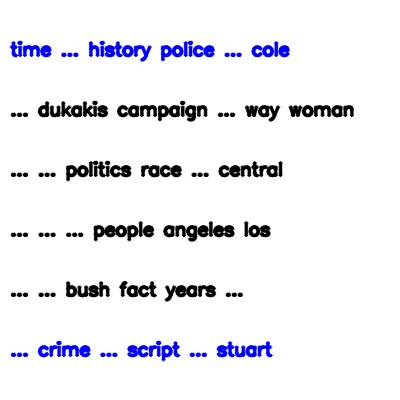 time ... history police ... cole
... dukakis campaign ... way woman
... ... politics race ... central
... ... ... people angeles los
... ... bush fact years ...
... crime ... script ... stuart